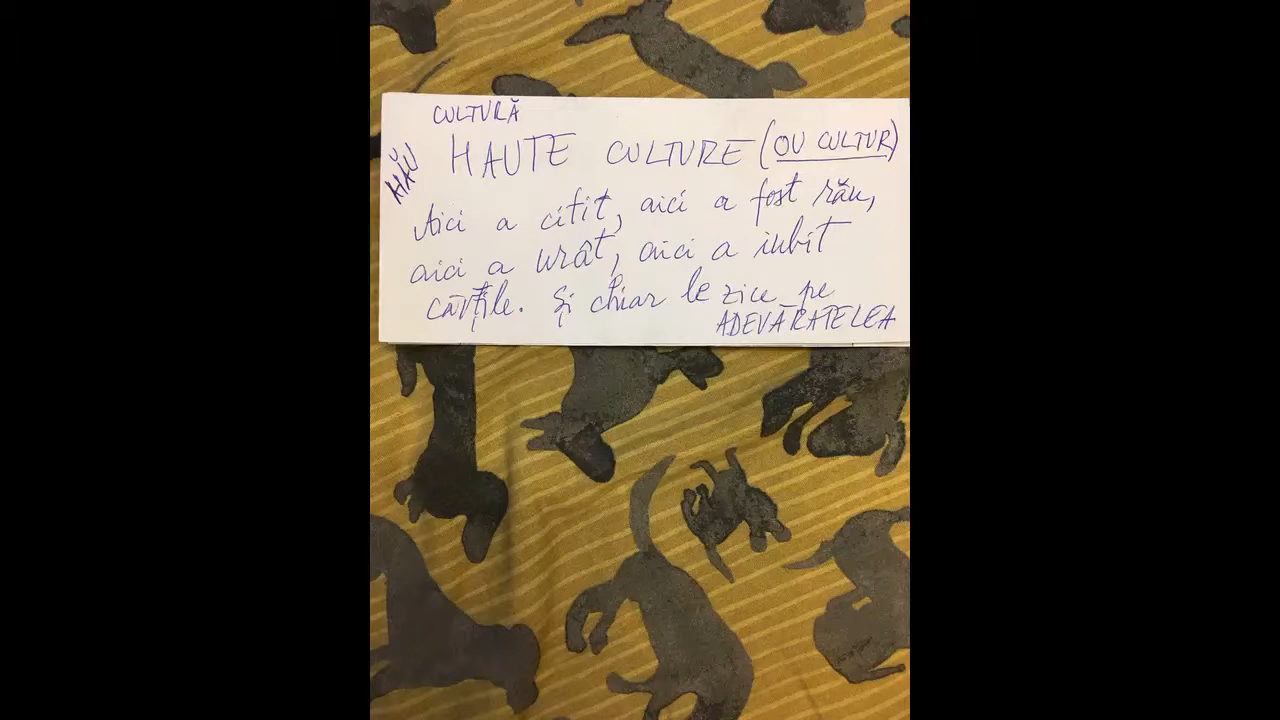 CULTURĂ
HĂU
HAUTE CULTURE (OU CULTUR)
Aici a citit, aici a fost rău,
aici a urât, aici a iubit
cărțile. Și chiar le zice pe
ADEVĂRATELEA